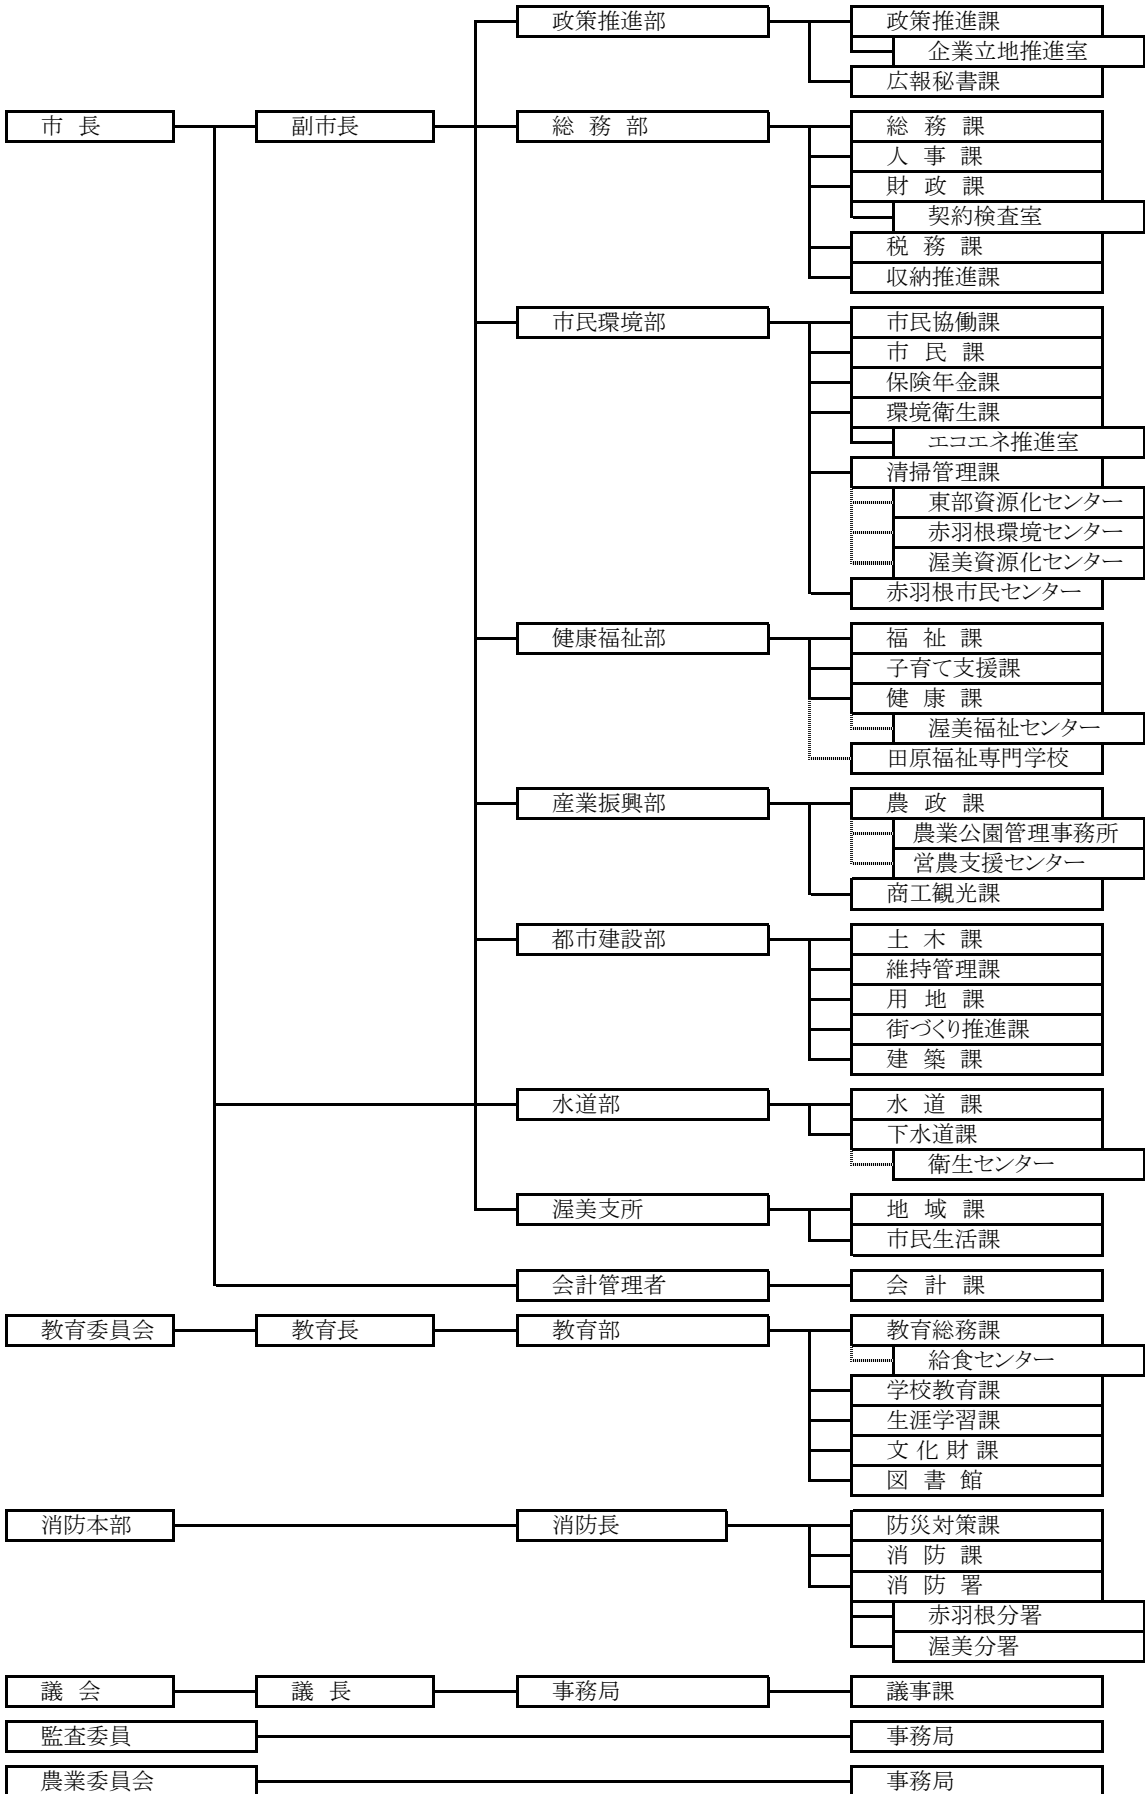 政策推進部 政策推進課
企業立地推進室
広報秘書課
市 長 副市長 総 務 部 総 務 課
人 事 課
財 政 課
契約検査室
税 務 課
収納推進課
市民環境部 市民協働課
市 民 課
保険年金課
環境衛生課
エコエネ推進室
清掃管理課
東部資源化センター
赤羽根環境センター
渥美資源化センター
赤羽根市民センター
健康福祉部 福 祉 課
子育て支援課
健 康 課
渥美福祉センター
田原福祉専門学校
産業振興部 農 政 課
農業公園管理事務所
営農支援センター
商工観光課
都市建設部 土 木 課
維持管理課
用 地 課
街づくり推進課
建 築 課
水道部 水 道 課
下水道課
衛生センター
渥美支所 地 域 課
市民生活課
会計管理者 会 計 課
教育委員会 教育長 教育部 教育総務課
給食センター
学校教育課
生涯学習課
文 化 財 課
図 書 館
消防本部 消防長 防災対策課
消 防 課
消 防 署
赤羽根分署
渥美分署
議 会 議 長 事務局 議事課
監査委員 事務局
農業委員会 事務局